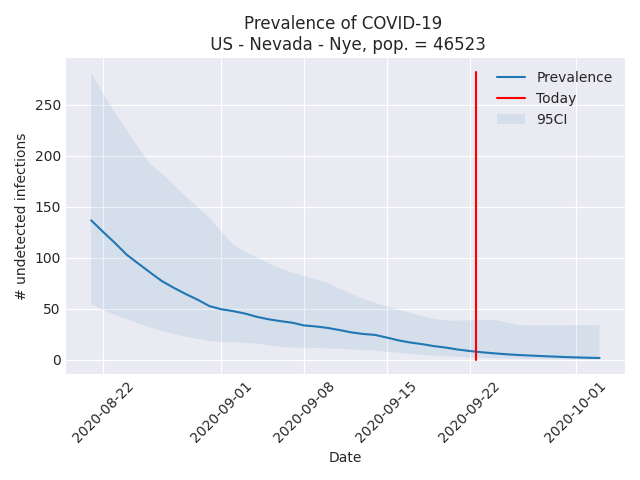 Prevalence of COVID-19
US - Nevada - Nye, pop. = 46523
Prevalence
Today
95CI
# undetected infections
250
200
150
100
50
0
2020-08-22
2020-09-01
2020-09-08
2020-09-15
2020-09-22
2020-10-01
Date